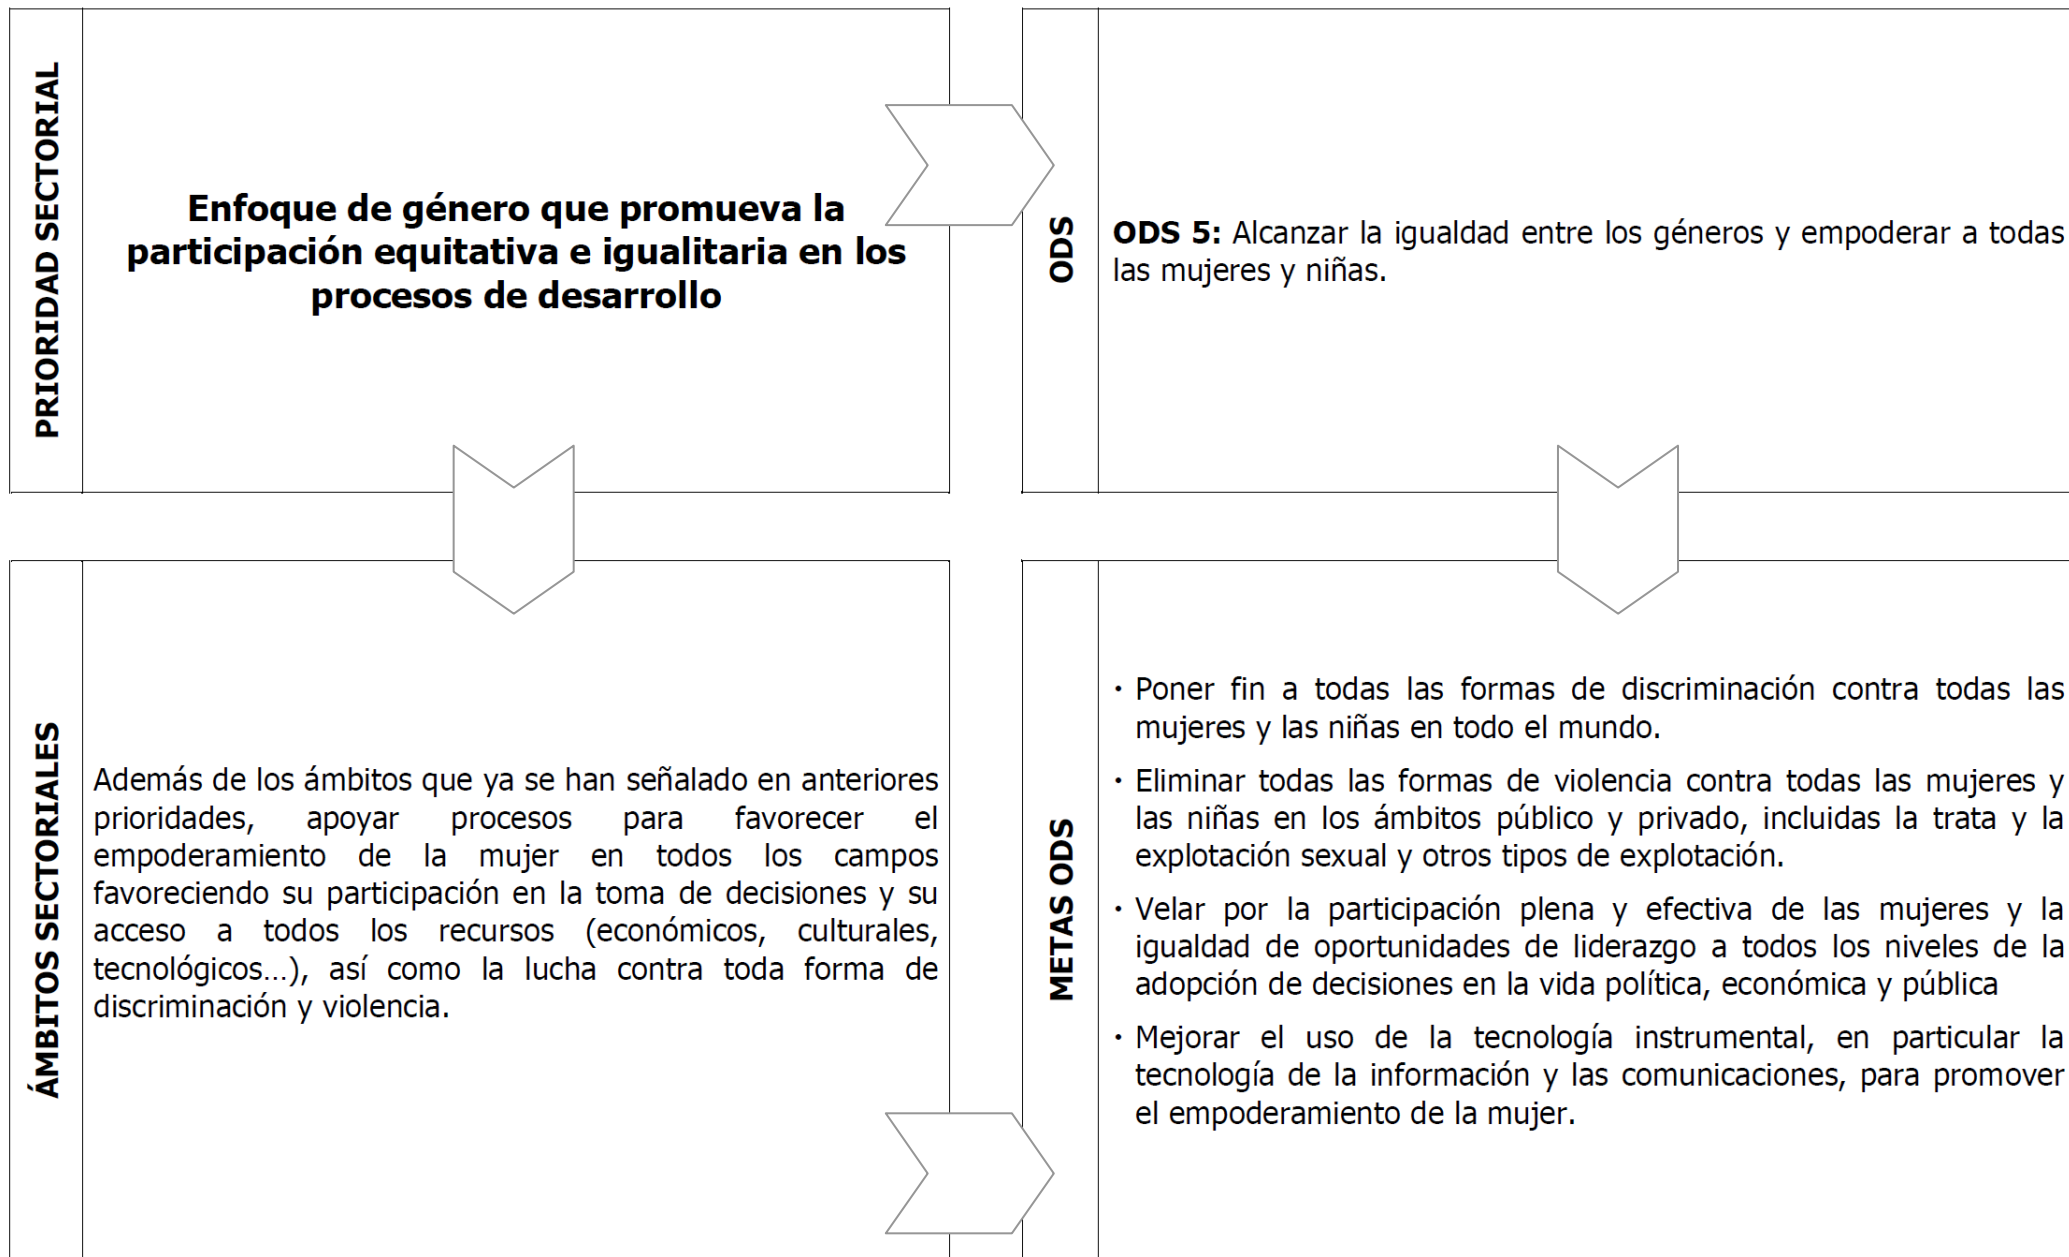 PRIORIDAD SECTORIAL
Enfoque de género que promueva la
participación equitativa e igualitaria en los
procesos de desarrollo
ODS
ODS 5: Alcanzar la igualdad entre los géneros y empoderar a todas
las mujeres y niñas.
ÁMBITOS SECTORIALES
Además de los ámbitos que ya se han señalado en anteriores
prioridades, apoyar procesos para favorecer el
empoderamiento de la mujer en todos los campos
favoreciendo su participación en la toma de decisiones y su
acceso a todos los recursos (económicos, culturales,
tecnológicos...), así como la lucha contra toda forma de
discriminación y violencia.
METAS ODS
· Poner fin a todas las formas de discriminación contra todas las
mujeres y las niñas en todo el mundo.
· Eliminar todas las formas de violencia contra todas las mujeres y
las niñas en los ámbitos público y privado, incluidas la trata y la
explotación sexual y otros tipos de explotación.
· Velar por la participación plena y efectiva de las mujeres y la
igualdad de oportunidades de liderazgo a todos los niveles de la
adopción de decisiones en la vida política, económica y pública
· Mejorar el uso de la tecnología instrumental, en particular la
tecnología de la información y las comunicaciones, para promover
el empoderamiento de la mujer.